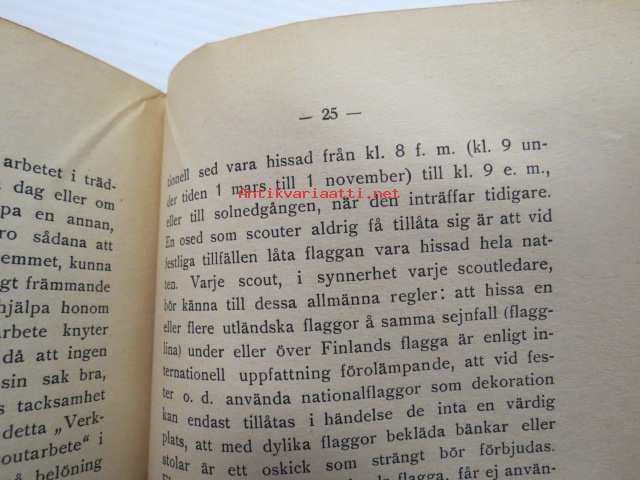 arbetet i träd-
dag eller om
pa en annan,
ro sådana att
emmet, kunna
gt främmande
hjälpa honom
arbete knyter
då att ingen
sin sak bra,
s tacksamhet
detta „Verk-
outarbete“ i
å belöning
— 25 —
tionell sed vara hissad från kl. 8 f. m. (kl. 9 un-
der tiden 1 mars till 1 november) till kl. 9 e. m.,
eller till solnedgången, när den inträffar tidigare.
En osed som scouter aldrig få tillåta sig är att vid
festliga tillfällen låta flaggan vara hissad hela nat-
ten. Varje scout, i synnerhet varje scoutledare,
bör känna till dessa allmänna regler: att hissa en
eller flere utländska flaggor å samma sejnfall (flagg-
lina) under eller över Finlands flagga är enligt in-
ternationell uppfattning förolämpande, att vid fes-
ter o. d. använda nationalflaggor som dekoration
kan endast tillåtas i händelse de inta en värdig
plats, att med dylika flaggor bekläda bänkar eller
stolar är ett oskick som strängt bör förbjudas.
flagga, får ej använ-
Antikvariaatti.net